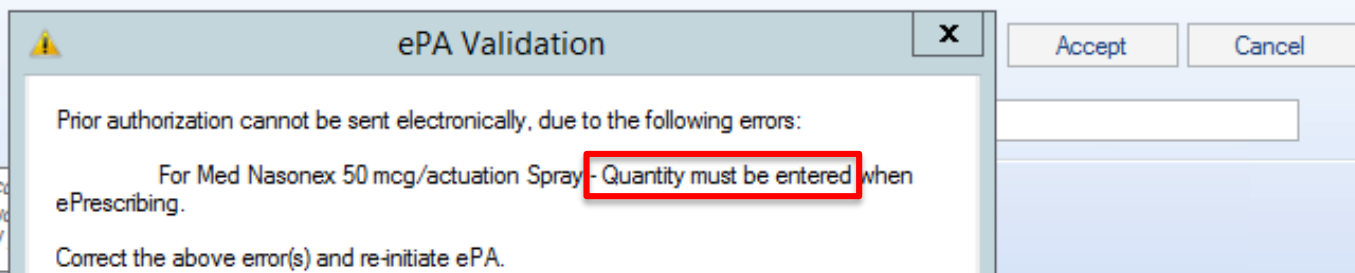 ePA Validation
x
Accept
Cancel
Prior authorization cannot be sent electronically, due to the following errors:
For Med Nasonex 50 mcg/actuation Spray - Quantity must be entered when
ePrescribing.
Correct the above error(s) and re-initiate ePA.